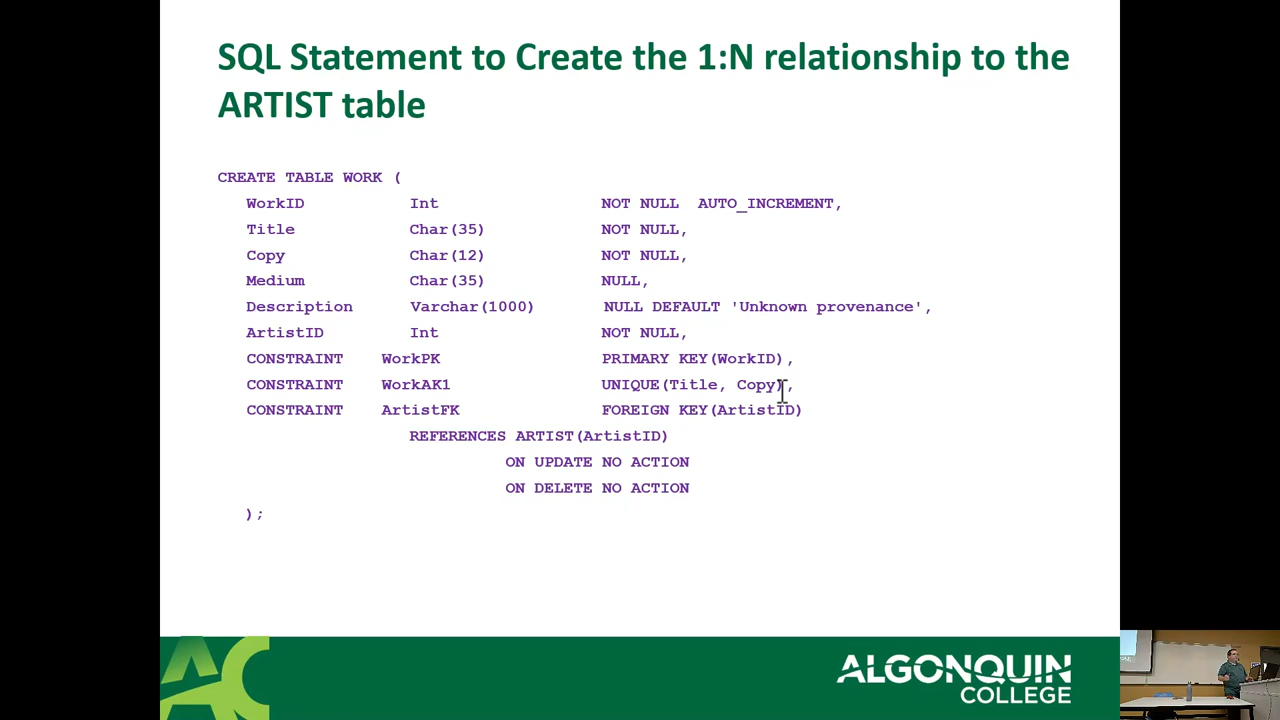 SQL Statement to Create the 1:N relationship to the
ARTIST table
CREATE TABLE WORK (
WorkID Int NOT NULL AUTO_INCREMENT,
Title Char(35) NOT NULL,
Copy Char(12) NOT NULL,
Medium Char(35) NULL,
Description Varchar(1000) NULL DEFAULT 'Unknown provenance',
ArtistID Int NOT NULL,
CONSTRAINT WorkPK PRIMARY KEY(WorkID),
CONSTRAINT WorkAK1 UNIQUE(Title, Copy),
CONSTRAINT ArtistFK FOREIGN KEY(ArtistID)
REFERENCES ARTIST(ArtistID)
ON UPDATE NO ACTION
ON DELETE NO ACTION
);
AC
ALGONQUIN
COLLEGE